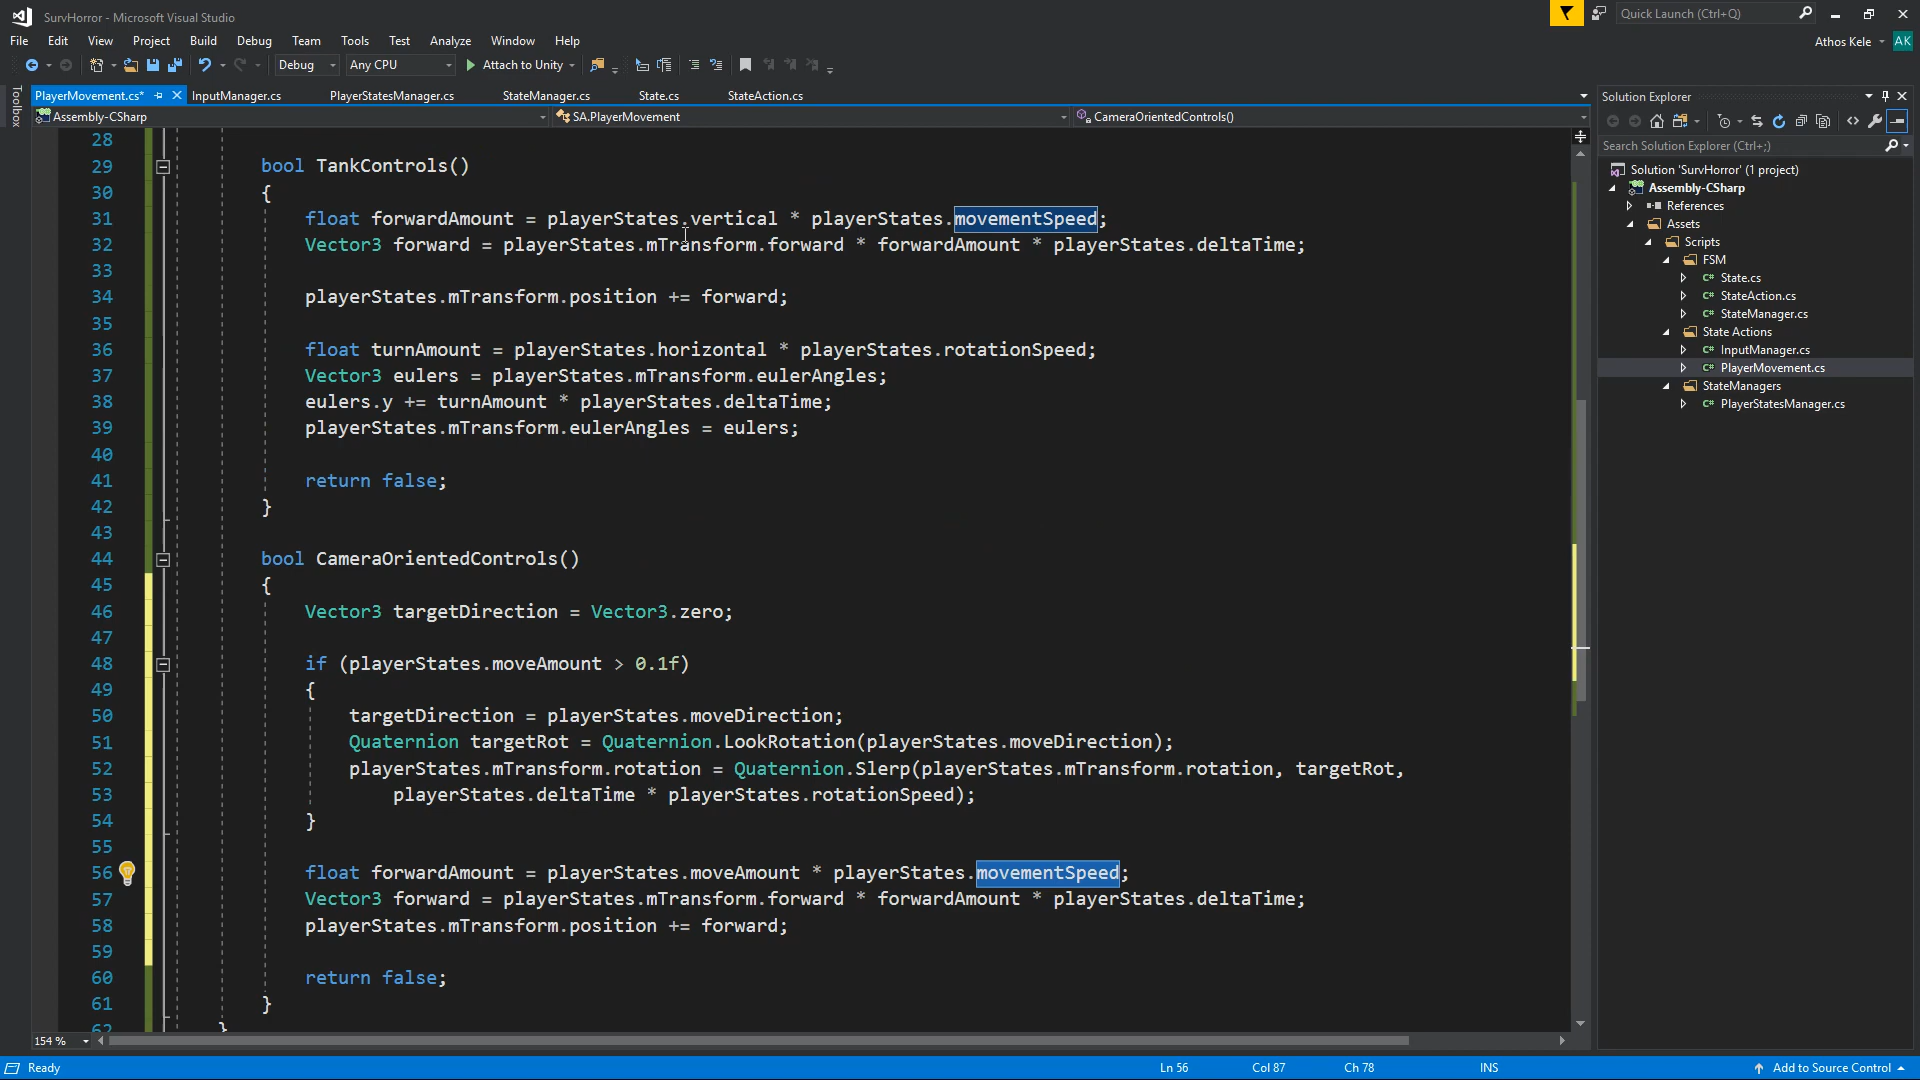 SurvHorror - Microsoft Visual Studio
Quick Launch (Ctrl+Q)
File Edit View Project Build Debug Team Tools Test Analyze Window Help
Athos Kele AK
Debug Any CPU Attach to Unity
Toolbox
PlayerMovement.cs* InputManager.cs PlayerStatesManager.cs StateManager.cs State.cs StateAction.cs
Assembly-CSharp SA.PlayerMovement CameraOrientedControls()
28
29 bool TankControls()
30 {
31 float forwardAmount = playerStates.vertical * playerStates.movementSpeed;
32 Vector3 forward = playerStates.mTransform.forward * forwardAmount * playerStates.deltaTime;
33
34 playerStates.mTransform.position += forward;
35
36 float turnAmount = playerStates.horizontal * playerStates.rotationSpeed;
37 Vector3 eulers = playerStates.mTransform.eulerAngles;
38 eulers.y += turnAmount * playerStates.deltaTime;
39 playerStates.mTransform.eulerAngles = eulers;
40
41 return false;
42 }
43
44 bool CameraOrientedControls()
45 {
46 Vector3 targetDirection = Vector3.zero;
47
48 if (playerStates.moveAmount > 0.1f)
49 {
50 targetDirection = playerStates.moveDirection;
51 Quaternion targetRot = Quaternion.LookRotation(playerStates.moveDirection);
52 playerStates.mTransform.rotation = Quaternion.Slerp(playerStates.mTransform.rotation, targetRot,
53 playerStates.deltaTime * playerStates.rotationSpeed);
54 }
55
56 float forwardAmount = playerStates.moveAmount * playerStates.movementSpeed;
57 Vector3 forward = playerStates.mTransform.forward * forwardAmount * playerStates.deltaTime;
58 playerStates.mTransform.position += forward;
59
60 return false;
61 }
62 }
154 %
Solution Explorer
Search Solution Explorer (Ctrl+;)
Solution 'SurvHorror' (1 project)
Assembly-CSharp
References
Assets
Scripts
FSM
C# State.cs
C# StateAction.cs
C# StateManager.cs
State Actions
C# InputManager.cs
C# PlayerMovement.cs
StateManagers
C# PlayerStatesManager.cs
Ready Ln 56 Col 87 Ch 78 INS Add to Source Control